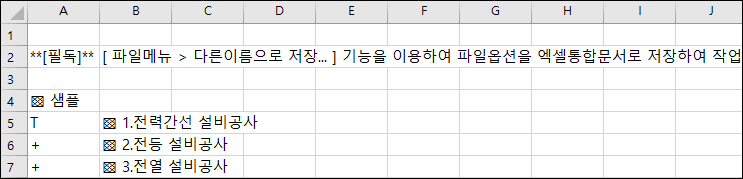 A B C D E F G H I J
1
2 **[필독]** [ 파일메뉴 > 다른이름으로 저장... ] 기능을 이용하여 파일옵션을 엑셀통합문서로 저장하여 작업
3
4 ▨ 샘플
5 T ▨ 1.전력간선 설비공사
6 + ▨ 2.전등 설비공사
7 + ▨ 3.전열 설비공사